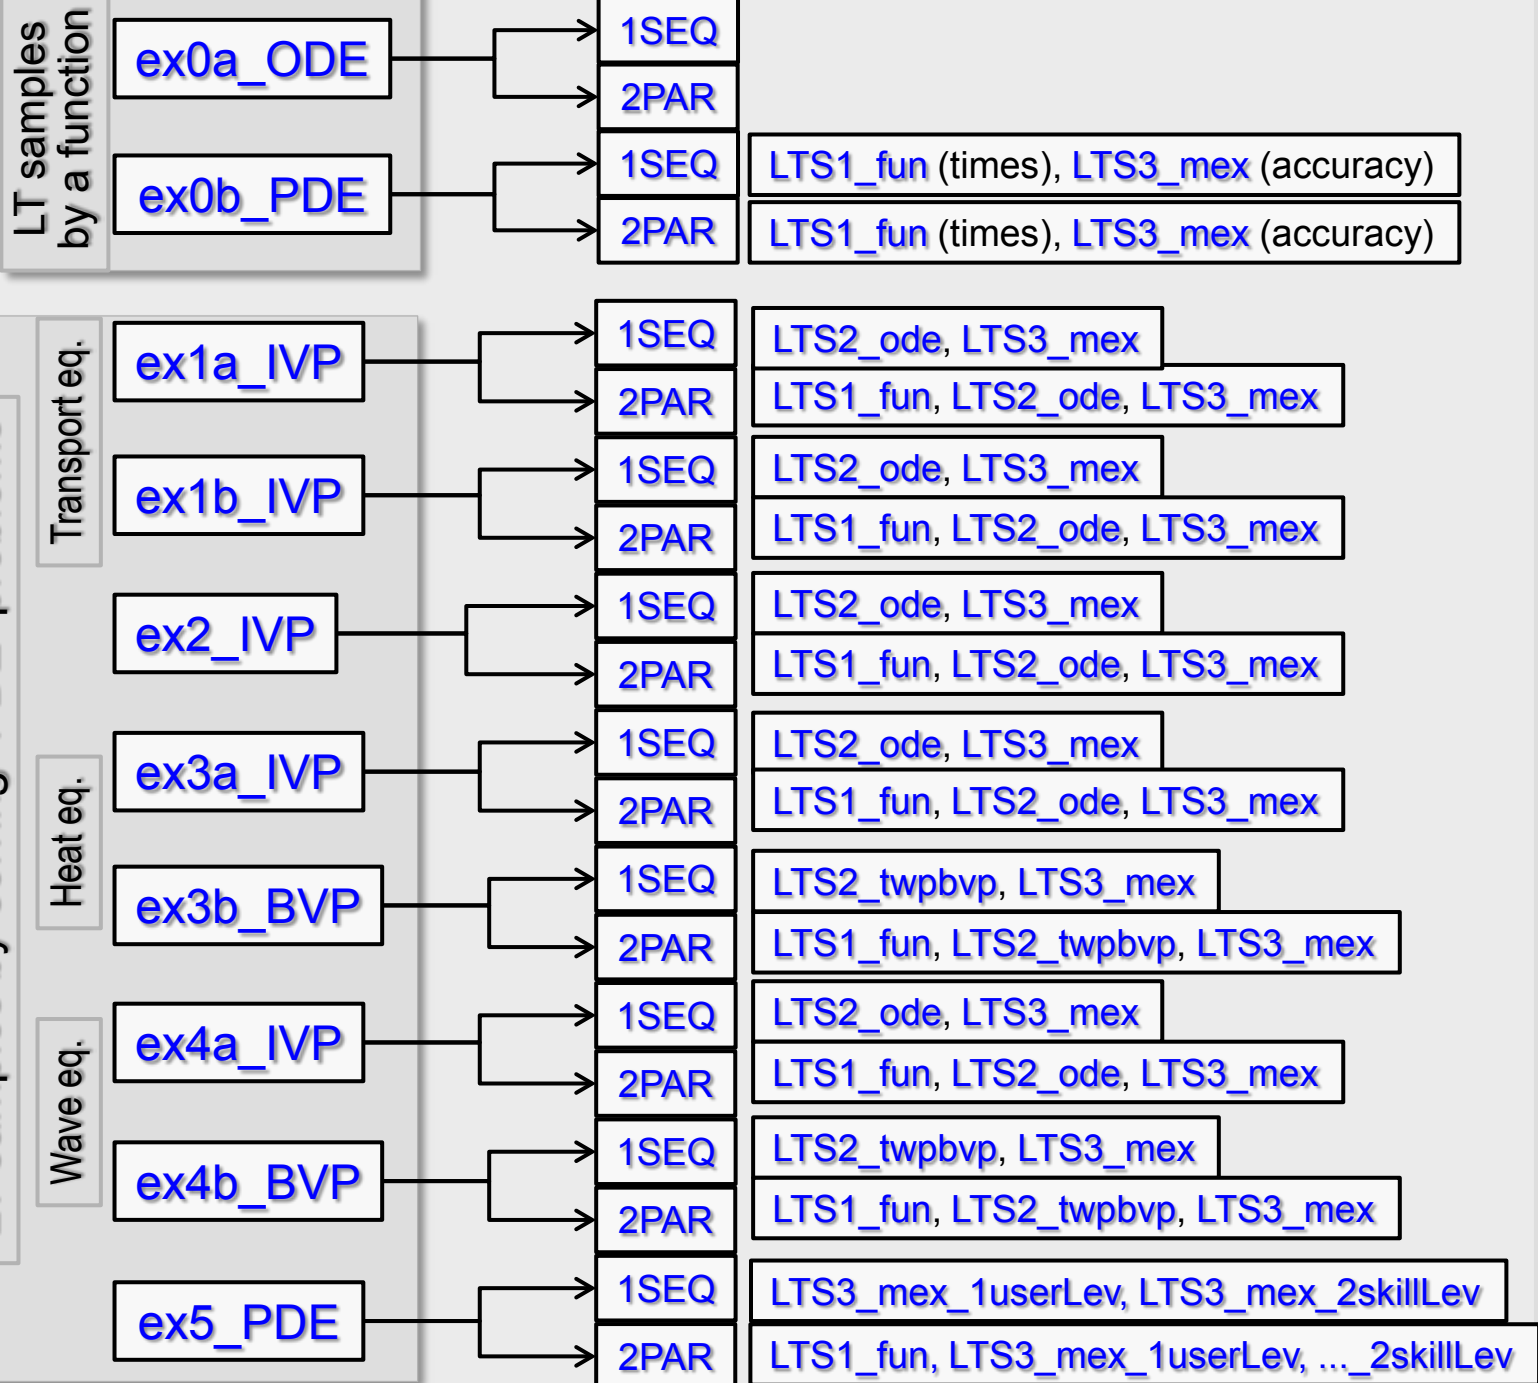 LT samples
by a function
ex0a_ODE
1SEQ
2PAR
ex0b_PDE
1SEQ
LTS1_fun (times), LTS3_mex (accuracy)
2PAR
LTS1_fun (times), LTS3_mex (accuracy)
Transport eq.
ex1a_IVP
1SEQ
LTS2_ode, LTS3_mex
2PAR
LTS1_fun, LTS2_ode, LTS3_mex
ex1b_IVP
1SEQ
LTS2_ode, LTS3_mex
2PAR
LTS1_fun, LTS2_ode, LTS3_mex
ex2_IVP
1SEQ
LTS2_ode, LTS3_mex
2PAR
LTS1_fun, LTS2_ode, LTS3_mex
Heat eq.
ex3a_IVP
1SEQ
LTS2_ode, LTS3_mex
2PAR
LTS1_fun, LTS2_ode, LTS3_mex
ex3b_BVP
1SEQ
LTS2_twpbvp, LTS3_mex
2PAR
LTS1_fun, LTS2_twpbvp, LTS3_mex
Wave eq.
ex4a_IVP
1SEQ
LTS2_ode, LTS3_mex
2PAR
LTS1_fun, LTS2_ode, LTS3_mex
ex4b_BVP
1SEQ
LTS2_twpbvp, LTS3_mex
2PAR
LTS1_fun, LTS2_twpbvp, LTS3_mex
ex5_PDE
1SEQ
LTS3_mex_1userLev, LTS3_mex_2skillLev
2PAR
LTS1_fun, LTS3_mex_1userLev, ..._2skillLev